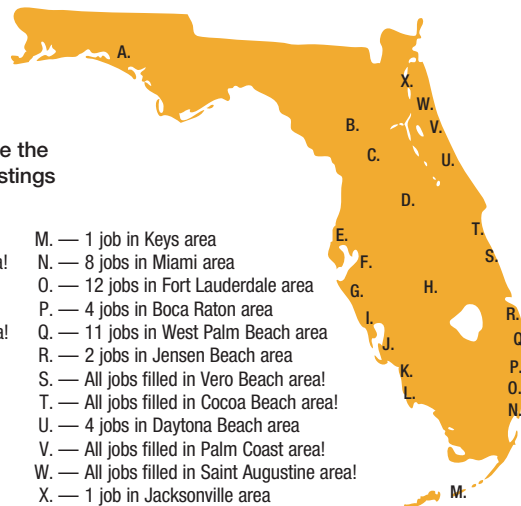 e the
stings
M. — 1 job in Keys area
a!
N. — 8 jobs in Miami area
O. — 12 jobs in Fort Lauderdale area
P. — 4 jobs in Boca Raton area
a!
Q. — 11 jobs in West Palm Beach area
R. — 2 jobs in Jensen Beach area
S. — All jobs filled in Vero Beach area!
T. — All jobs filled in Cocoa Beach area!
U. — 4 jobs in Daytona Beach area
V. — All jobs filled in Palm Coast area!
W. — All jobs filled in Saint Augustine area!
X. — 1 job in Jacksonville area
A.
X.
W.
B.
V.
C.
U.
D.
T.
E.
S.
F.
H.
G.
R.
I.
Q
J.
P.
K.
O.
L.
N.
M.